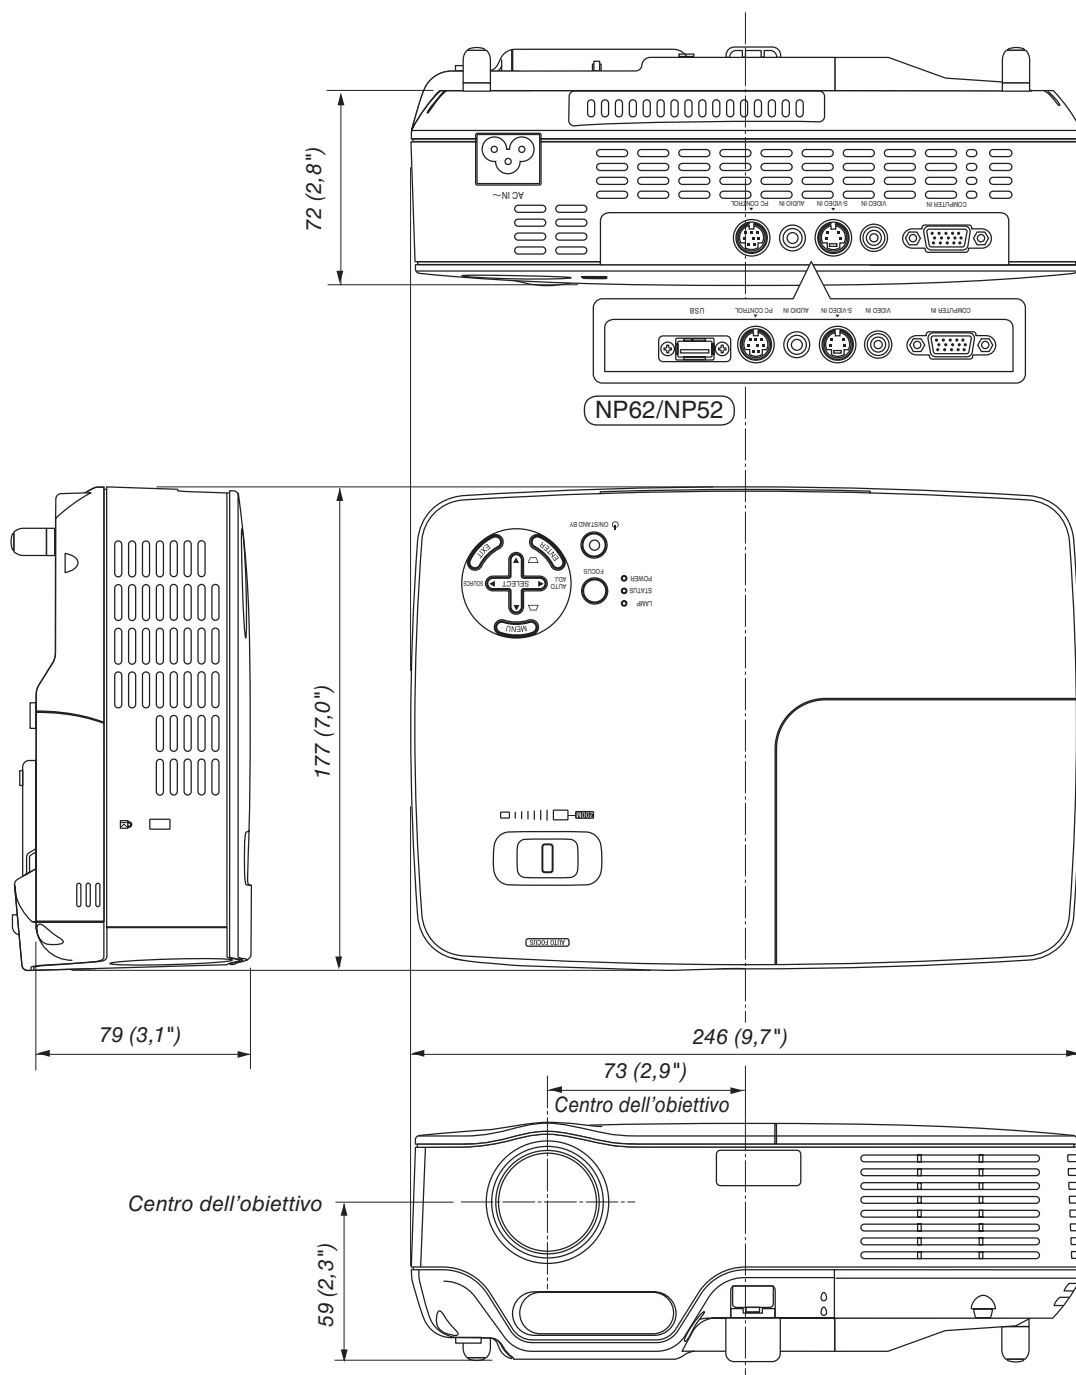 72 (2,8")
AC IN~
PC CONTROL
AUDIO IN
S-VIDEO IN
VIDEO IN
COMPUTER IN
USB
PC CONTROL
AUDIO IN
S-VIDEO IN
VIDEO IN
COMPUTER IN
NP62/NP52
177 (7,0")
ON/STAND BY
EXIT
ENTER
FOCUS
POWER
STATUS
LAMP
SOURCE
SELECT
AUTO
ADJ.
MENU
ZOOM
AUTO FOCUS
79 (3,1")
246 (9,7")
73 (2,9")
Centro dell'obiettivo
Centro dell'obiettivo
59 (2,3")